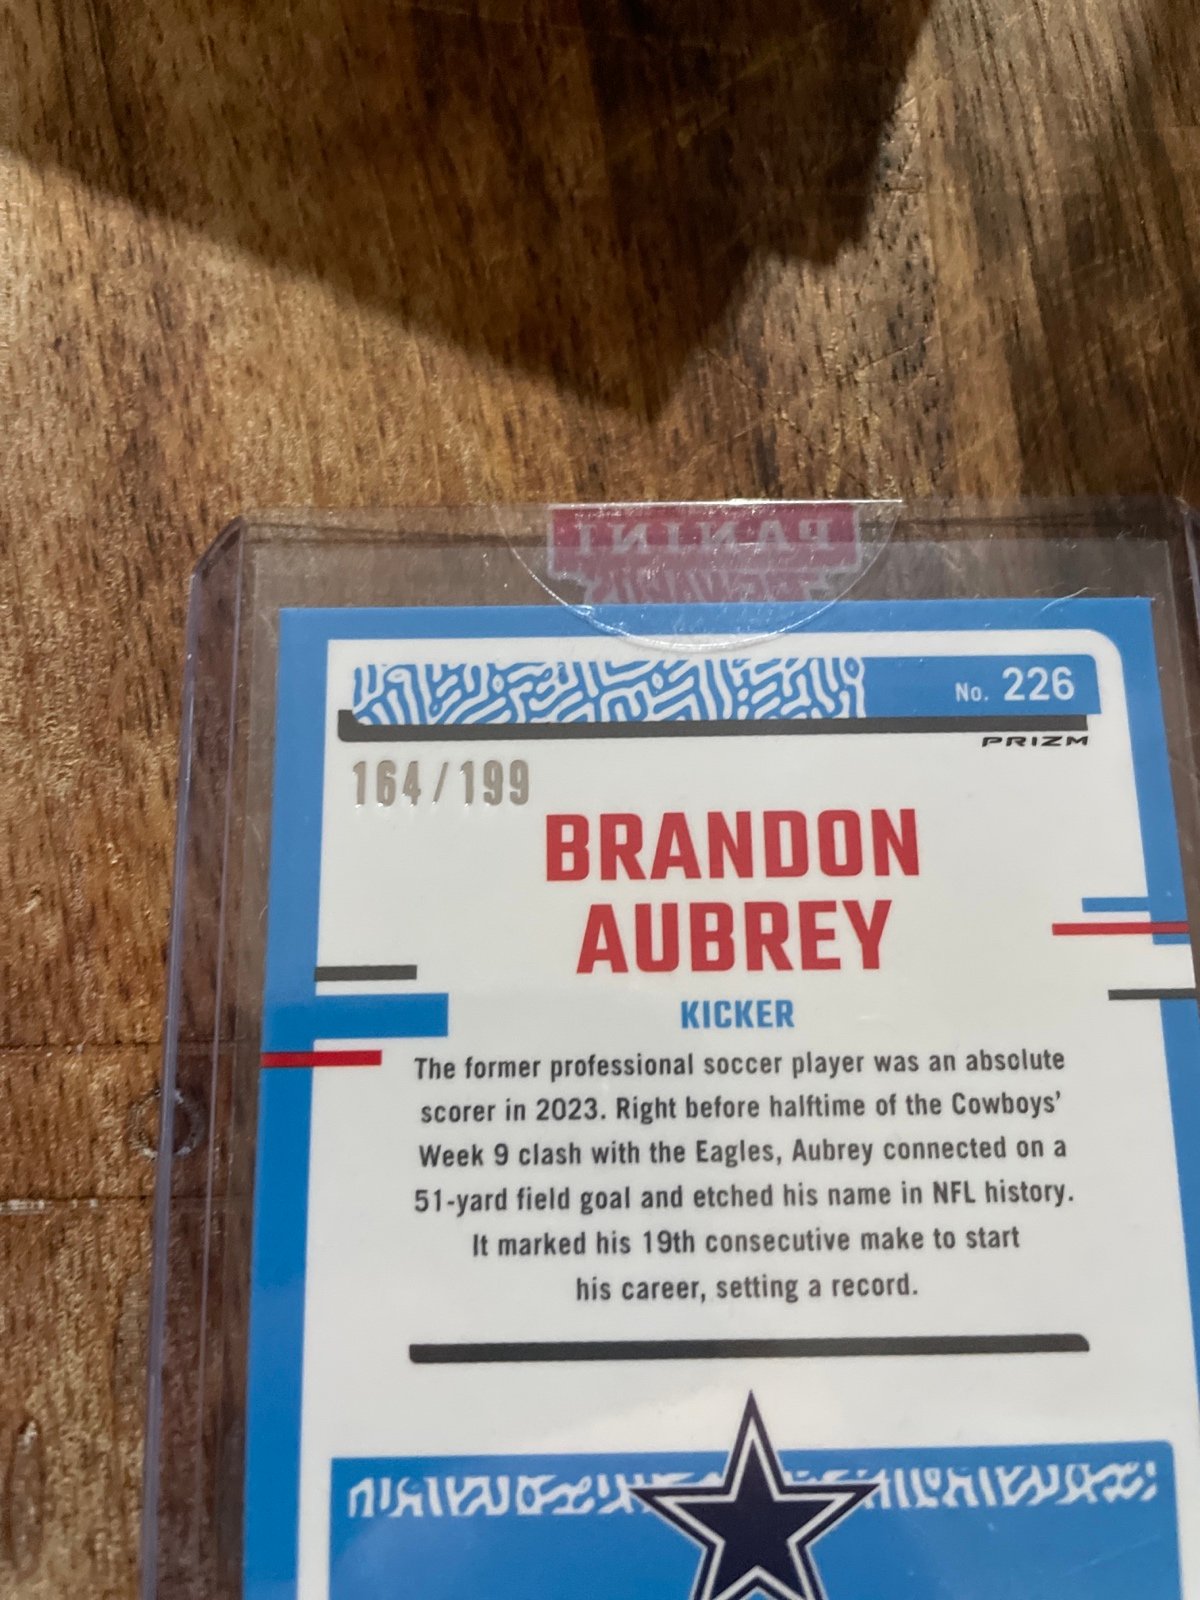 PANINI
REWARDS
No. 226
PRIZM
164/199
BRANDON
AUBREY
KICKER
The former professional soccer player was an absolute
scorer in 2023. Right before halftime of the Cowboys'
Week 9 clash with the Eagles, Aubrey connected on a
51-yard field goal and etched his name in NFL history.
It marked his 19th consecutive make to start
his career, setting a record.